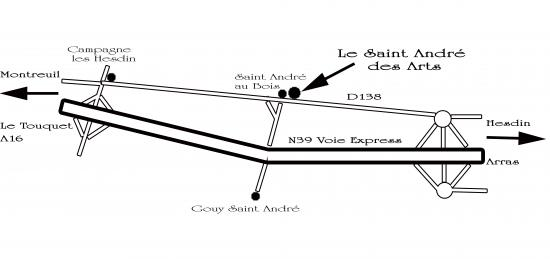 Campagne
les Hesdin
Le Saint André
des Arts
Montreuil
Saint André
au Bois
D138
Le Touquet
A16
Hesdin
N39 Voie Express
Arras
Gouy Saint André